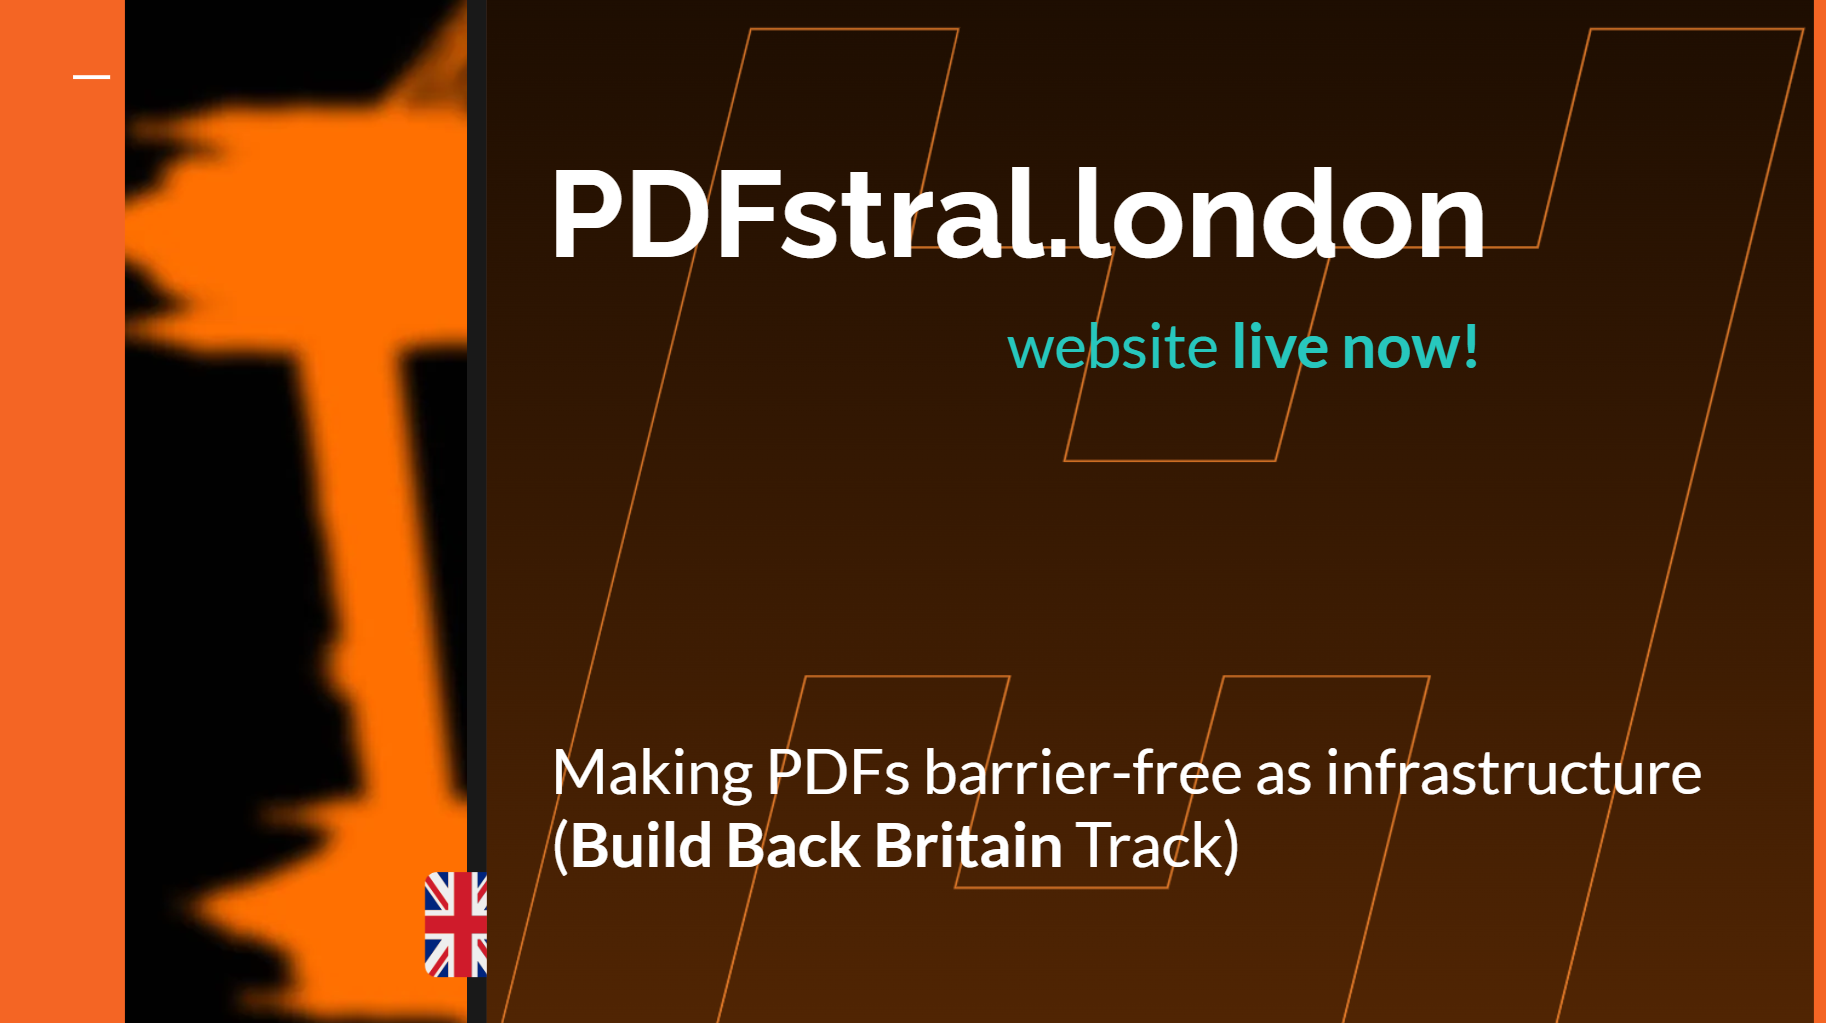 PDFstral.london
website live now!
Making PDFs barrier-free as infrastructure
(Build Back Britain Track)